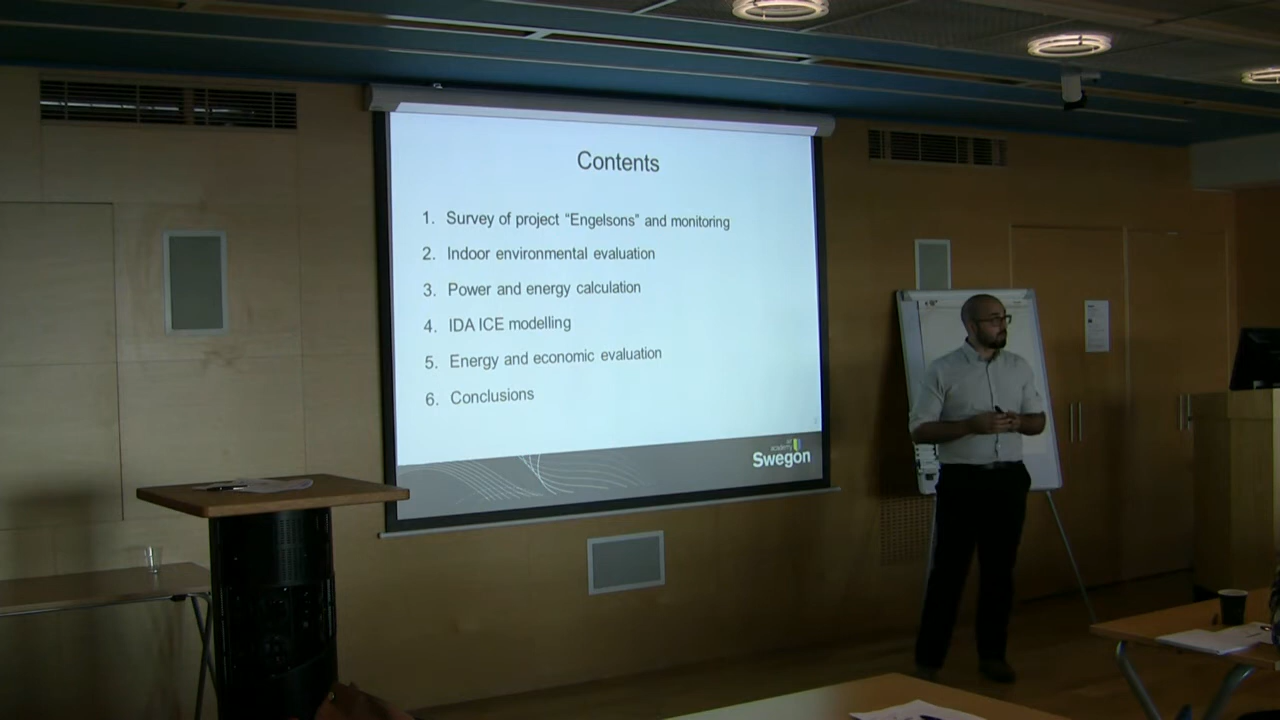 Contents
1. Survey of project “Engelsons” and monitoring
2. Indoor environmental evaluation
3. Power and energy calculation
4. IDA ICE modelling
5. Energy and economic evaluation
6. Conclusions
air
academy
Swegon